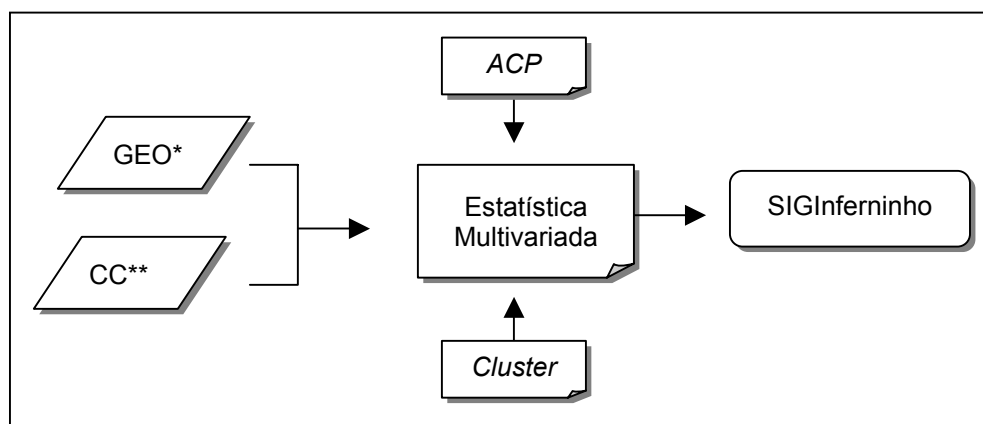 ACP
GEO*
CC**
Estatística
Multivariada
SIGInferninho
Cluster